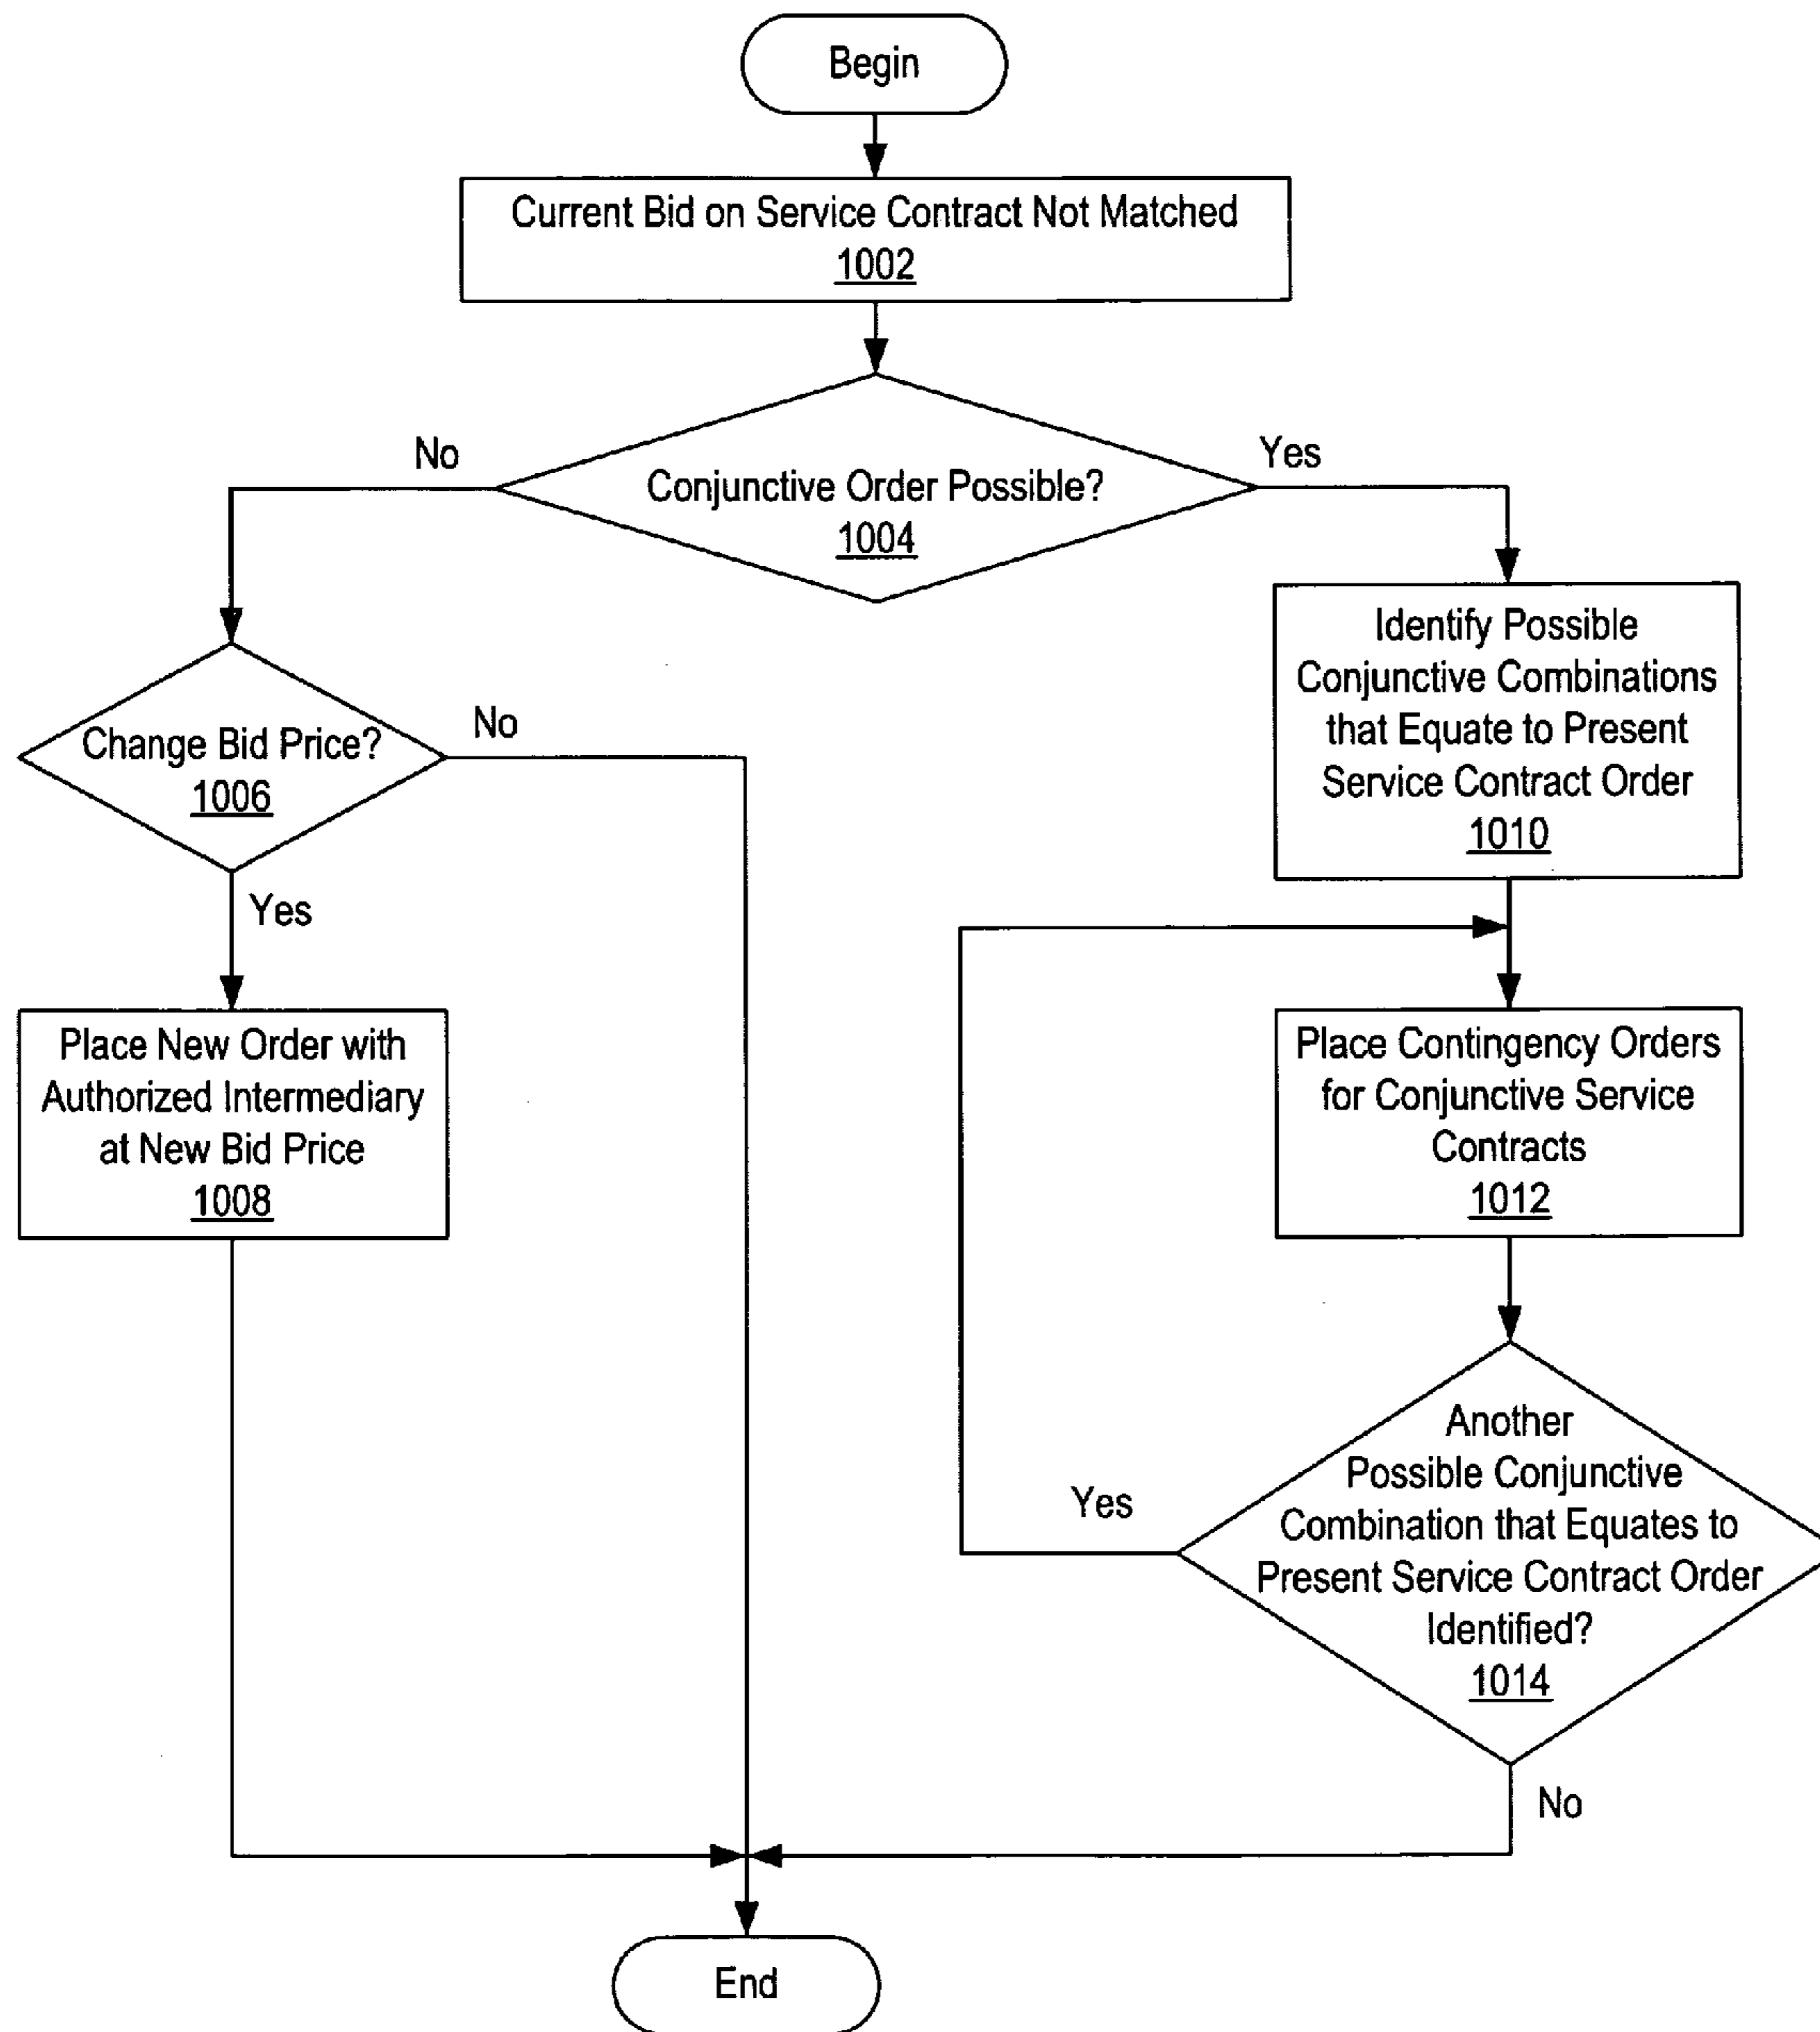 Begin
Current Bid on Service Contract Not Matched
1002
No
Yes
Conjunctive Order Possible?
1004
Identify Possible
Conjunctive Combinations
that Equate to Present
Service Contract Order
1010
Change Bid Price?
1006
No
Yes
Place New Order with
Authorized Intermediary
at New Bid Price
1008
Place Contingency Orders
for Conjunctive Service
Contracts
1012
Another
Possible Conjunctive
Combination that Equates to
Present Service Contract Order
Identified?
1014
Yes
No
End